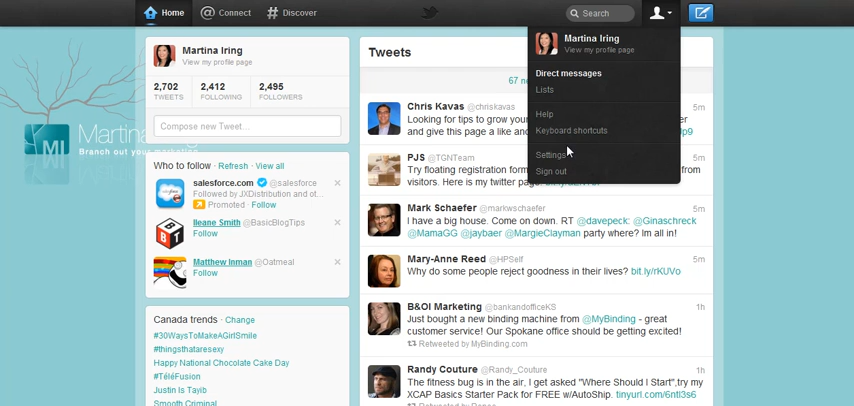 Home
Connect
Discover
Search
Martina Iring
View my profile page
Direct messages
Lists
Help
Keyboard shortcuts
Settings
Sign out
MI
Martina
Branch out your marketing
Martina Iring
View my profile page
2,702
TWEETS
2,412
FOLLOWING
2,495
FOLLOWERS
Compose new Tweet…
Who to follow · Refresh · View all
salesforce.com @salesforce
Followed by JXDistribution and ot…
Promoted · Follow
Ileane Smith @BasicBlogTips
Follow
Matthew Inman @Oatmeal
Follow
Canada trends · Change
#30WaysToMakeAGirlSmile
#thingsthataresexy
Happy National Chocolate Cake Day
#TéléFusion
Justin Is Tayib
Smooth Criminal
Tweets
67
Chris Kavas @chriskavas 5m
Looking for tips to grow your
and give this page a like and
PJS @TGNTeam 5m
Try floating registration form
visitors. Here is my twitter page
Mark Schaefer @markwschaefer 5m
I have a big house. Come on down. RT @davepeck: @Ginaschreck
@MamaGG @jaybaer @MargieClayman party where? Im all in!
Mary-Anne Reed @HPSelf 5m
Why do some people reject goodness in their lives? bit.ly/rKUVo
B&OI Marketing @bankandofficeKS 1h
Just bought a new binding machine from @MyBinding - great
customer service! Our Spokane office should be getting excited!
Retweeted by MyBinding.com
Randy Couture @Randy_Couture 1h
The fitness bug is in the air, I get asked "Where Should I Start",try my
XCAP Basics Starter Pack for FREE w/AutoShip. tinyurl.com/6ntl3s6